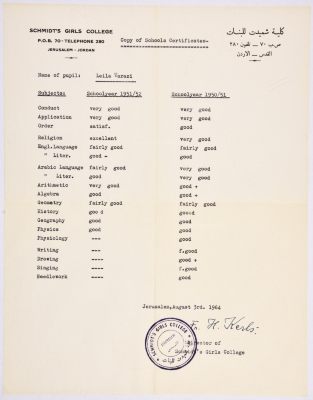 SCHMIDT'S GIRLS COLLEGE
P.O.B. 70 - TELEPHONE 280
JERUSALEM - JORDAN
Copy of Schools Certificates.
كلية شميدت للبنات
ص.ب ٧٠ – تلفون ٢٨٠
القدس – الأردن
Name of pupil: Leila
Subjects: Schoolyear 1951/52 Schoolyear 1950/51
Conduct very good very good
Application very good very good
Order satisf. good
Religion excellent very good
Engl.Language fairly good fairly good
" Liter. good - good
Arabic Language fairly good very good
" liter. good very good
Arithmetic very good good +
Algebra good good +
Geometry fairly good fairly good
History goo d good
Geography good good
Physics good good
Physiology --- good
Writing --- f.good
Drowing --- good +
Singing --- f.good
Needlework --- good
Jerusalem,August 3rd. 1964
H. Kerls.
Director of
Schmidt's Girls College
SCHMIDT'S GIRLS COLLEGE